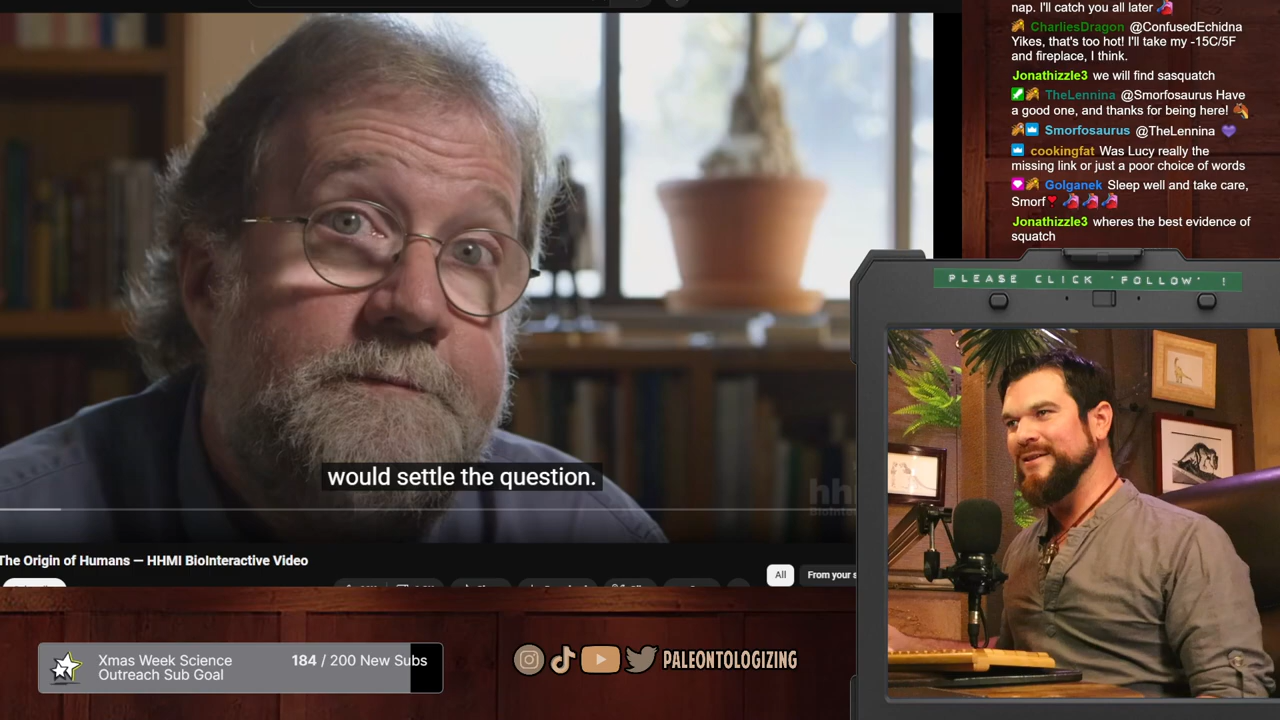 nap. I'll catch you all later
CharliesDragon @ConfusedEchidna
Yikes, that's too hot! I'll take my -15C/5F
and fireplace, I think.
Jonathizzle3 we will find sasquatch
TheLennina @Smorfosaurus Have
a good one, and thanks for being here!
Smorfosaurus @TheLennina
cookingfat Was Lucy really the
missing link or just a poor choice of words
Golganek Sleep well and take care,
Smorf
Jonathizzle3 wheres the best evidence of
squatch
PLEASE CLICK 'FOLLOW' !
would settle the question.
hh
The Origin of Humans — HHMI BioInteractive Video
All
From your s
Xmas Week Science
Outreach Sub Goal
184 / 200 New Subs
PALEONTOLOGIZING